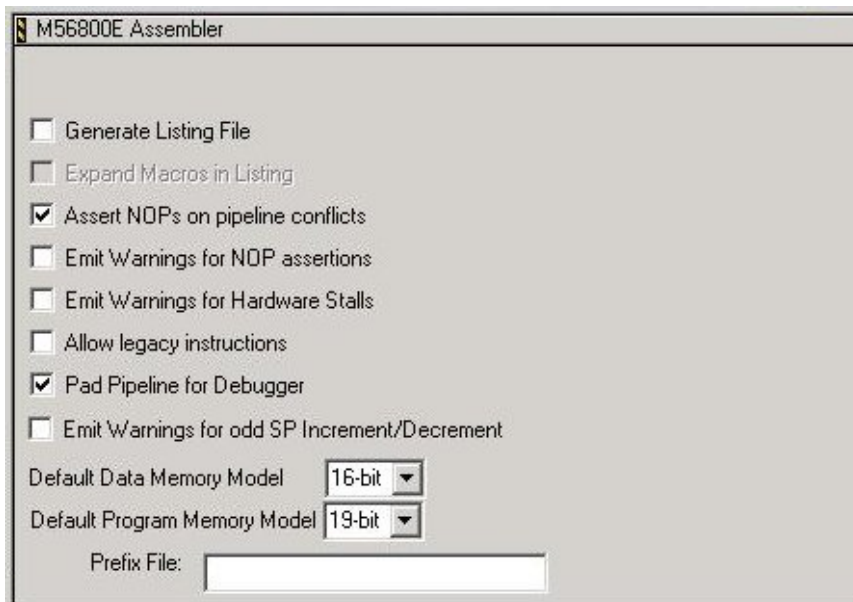 M56800E Assembler
Generate Listing File
Expand Macros in Listing
Assert NOPs on pipeline conflicts
Emit Warnings for NOP assertions
Emit Warnings for Hardware Stalls
Allow legacy instructions
Pad Pipeline for Debugger
Emit Warnings for odd SP Increment/Decrement
Default Data Memory Model 16-bit
Default Program Memory Model 19-bit
Prefix File: